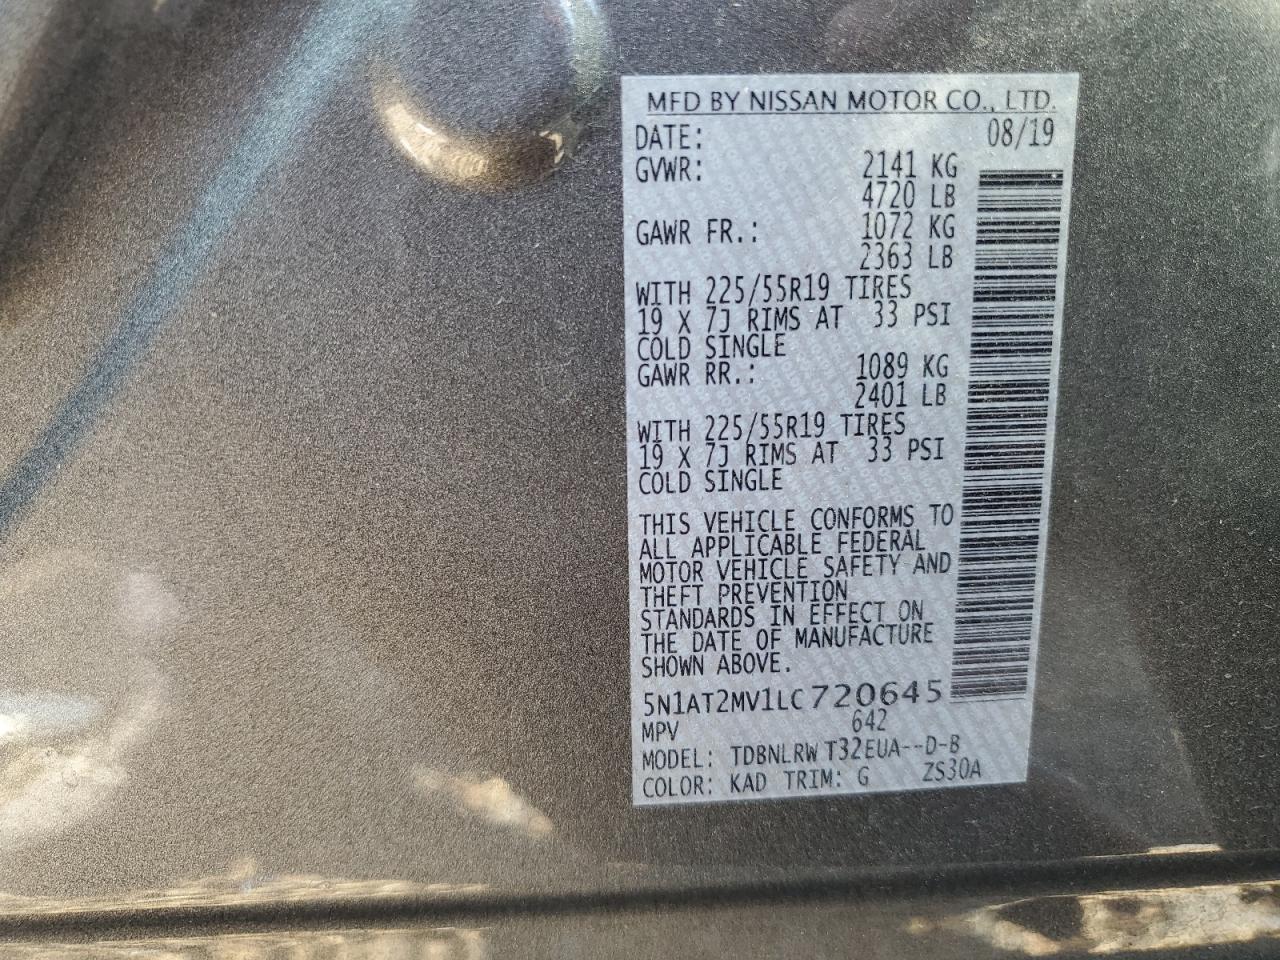 MFD BY NISSAN MOTOR CO., LTD.
DATE: 08/19
GVWR: 2141 KG
4720 LB
GAWR FR.: 1072 KG
2363 LB
WITH 225/55R19 TIRES
19 X 7J RIMS AT 33 PSI
COLD SINGLE
GAWR RR.: 1089 KG
2401 LB
WITH 225/55R19 TIRES
19 X 7J RIMS AT 33 PSI
COLD SINGLE
THIS VEHICLE CONFORMS TO
ALL APPLICABLE FEDERAL
MOTOR VEHICLE SAFETY AND
THEFT PREVENTION
STANDARDS IN EFFECT ON
THE DATE OF MANUFACTURE
SHOWN ABOVE.
5N1AT2MV1LC720645
MPV 642
MODEL: TDBNLRW T32EUA--D-B
COLOR: KAD TRIM: G ZS30A